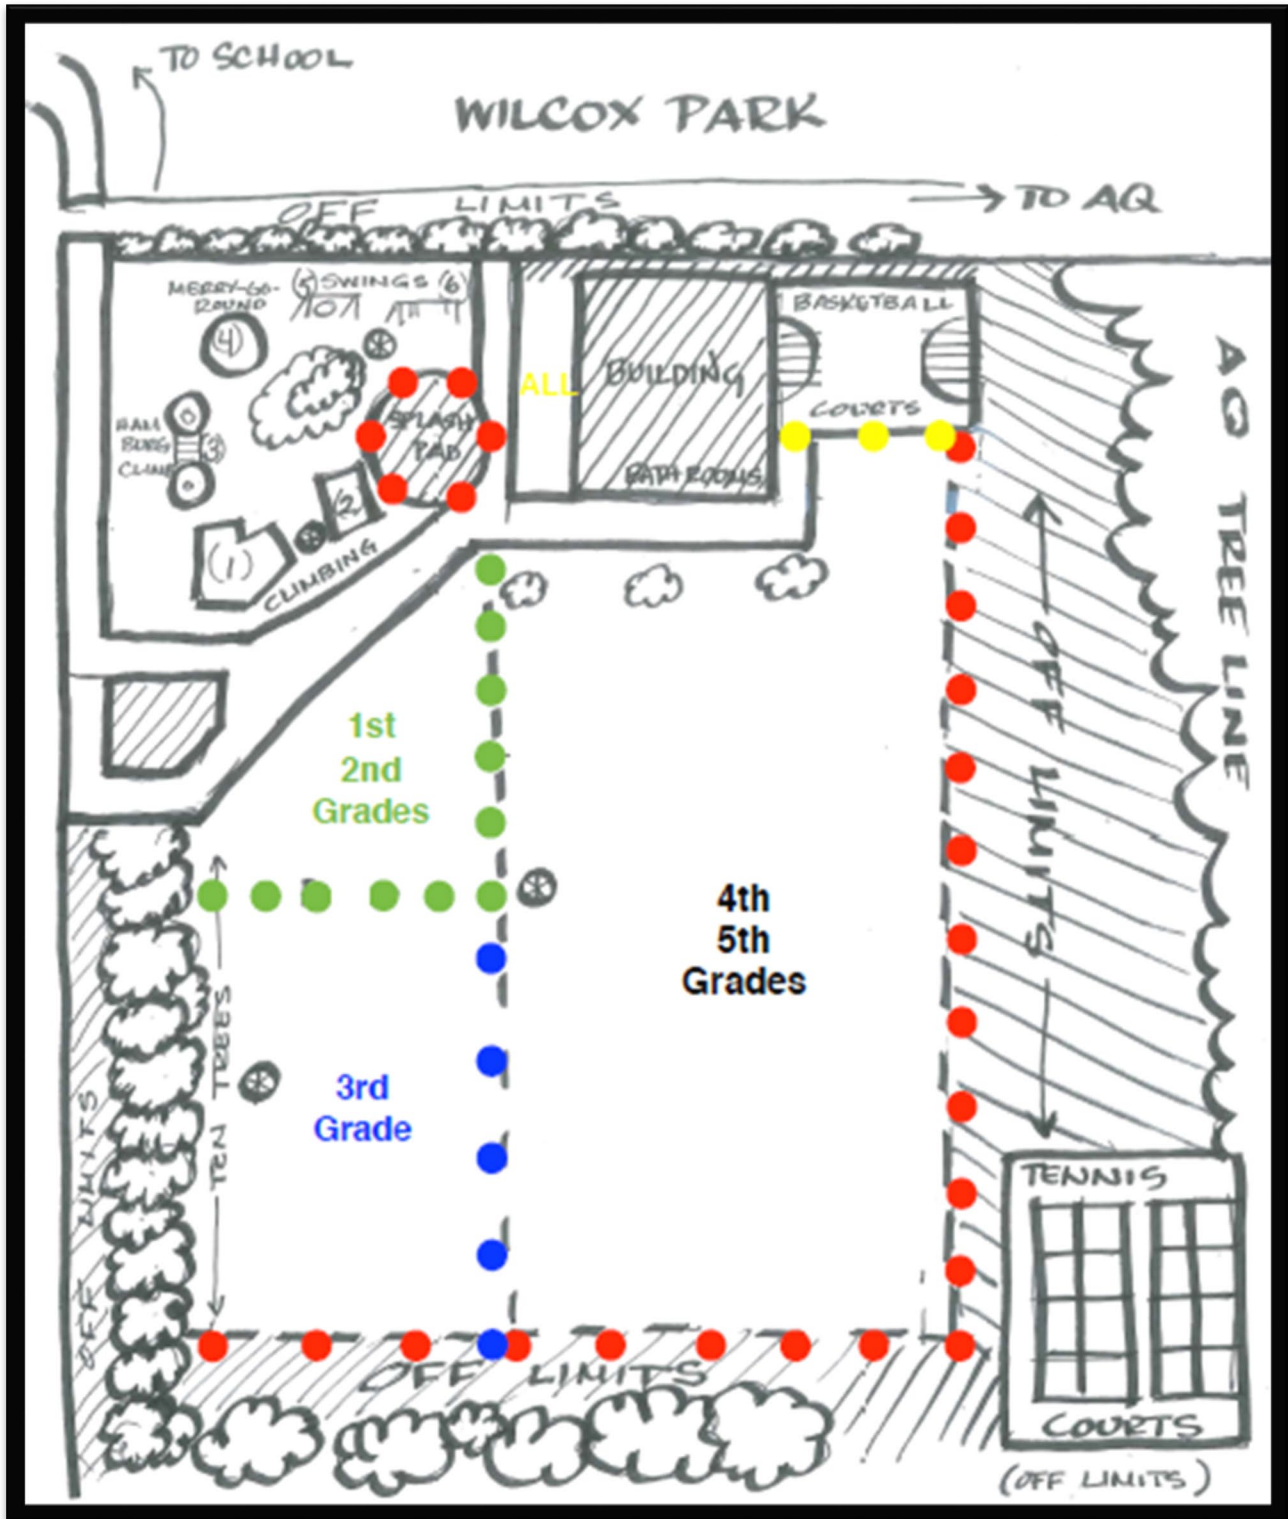 TO SCHOOL
WILCOX PARK
TO AQ
OFF LIMITS
MERRY-GO-
ROUND
(4)
(5) SWINGS (6)
BASKETBALL
COURTS
BUILDING
BATHROOMS
ALL
SPLASH
PAD
HAM
BURG
CLIMB
(3)
(2)
(1)
CLIMBING
AQ TREE LINE
OFF LIMITS
1st
2nd
Grades
4th
5th
Grades
3rd
Grade
TEN TREES
OFF LIMITS
OFF LIMITS
TENNIS
COURTS
(OFF LIMITS)